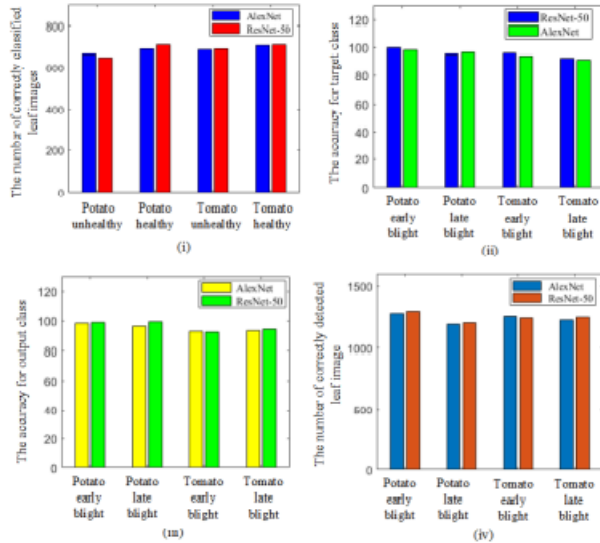 The number of correctly classified
leaf images
800
600
400
200
0
AlexNet
ResNet-50
Potato unhealthy
Potato healthy
Tomato unhealthy
Tomato healthy
(i)
The accuracy for target class
120
100
80
60
40
20
0
ResNet-50
AlexNet
Potato early blight
Potato late blight
Tomato early blight
Tomato late blight
(ii)
The accuracy for output class
120
100
80
60
40
20
0
AlexNet
ResNet-50
Potato early blight
Potato late blight
Tomato early blight
Tomato late blight
(iii)
The number of correctly detected
leaf image
1500
1000
500
0
AlexNet
ResNet-50
Potato early blight
Potato late blight
Tomato early blight
Tomato late blight
(iv)